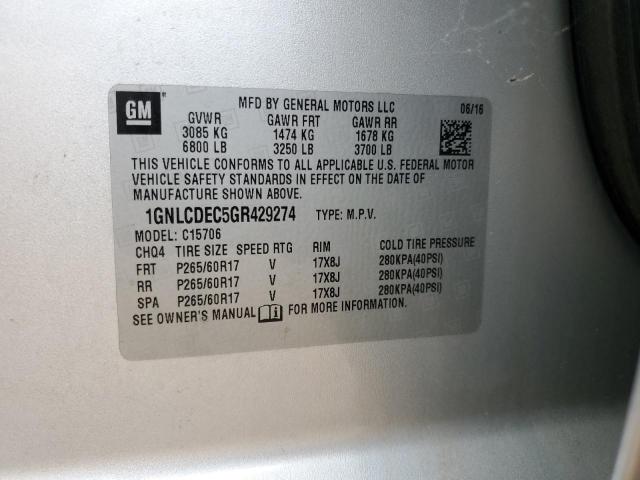 GM
MFD BY GENERAL MOTORS LLC 06/16
GVWR GAWR FRT GAWR RR
3085 KG 1474 KG 1678 KG
6800 LB 3250 LB 3700 LB
THIS VEHICLE CONFORMS TO ALL APPLICABLE U.S. FEDERAL MOTOR
VEHICLE SAFETY STANDARDS IN EFFECT ON THE DATE OF
MANUFACTURE SHOWN ABOVE.
1GNLCDEC5GR429274 TYPE: M.P.V.
MODEL: C15706
CHQ4 TIRE SIZE SPEED RTG RIM COLD TIRE PRESSURE
FRT P265/60R17 V 17X8J 280KPA(40PSI)
RR P265/60R17 V 17X8J 280KPA(40PSI)
SPA P265/60R17 V 17X8J 280KPA(40PSI)
SEE OWNER'S MANUAL FOR MORE INFORMATION.